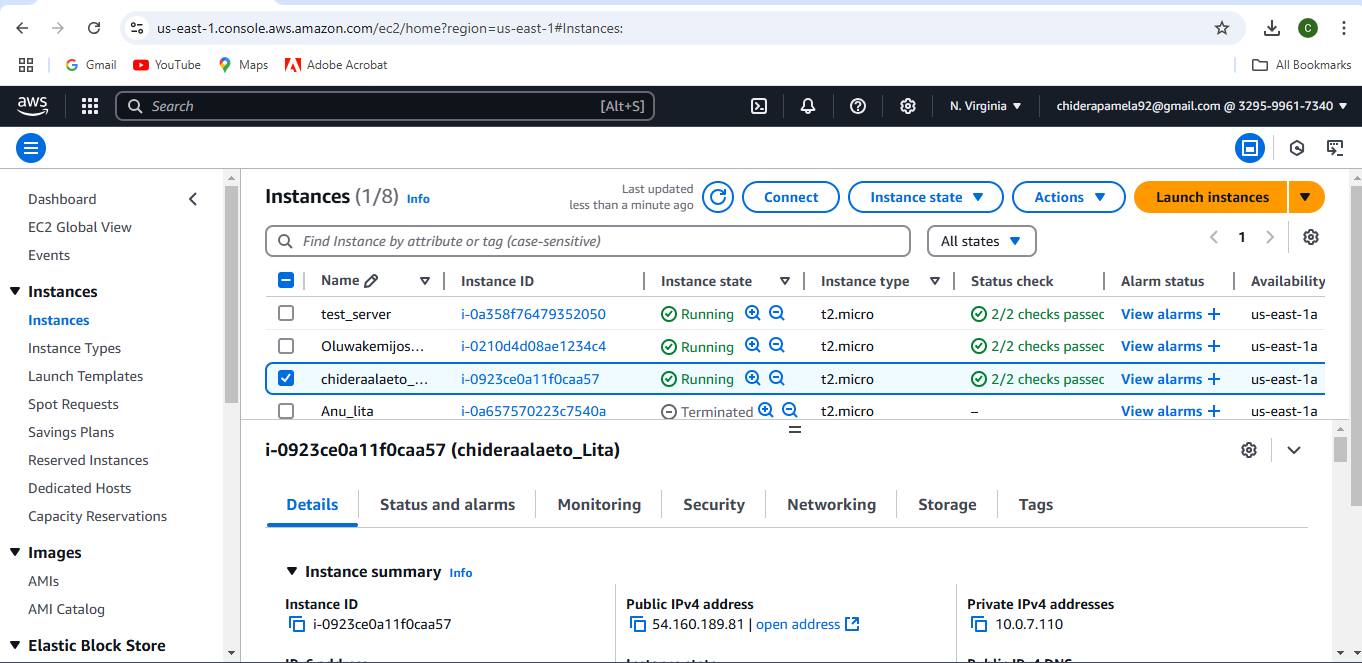 us-east-1.console.aws.amazon.com/ec2/home?region=us-east-1#Instances:
C
Gmail YouTube Maps Adobe Acrobat All Bookmarks
aws Search [Alt+S] N. Virginia chiderapamela92@gmail.com @ 3295-9961-7340
Dashboard
EC2 Global View
Events
Instances
Instances
Instance Types
Launch Templates
Spot Requests
Savings Plans
Reserved Instances
Dedicated Hosts
Capacity Reservations
Images
AMIs
AMI Catalog
Elastic Block Store
Instances (1/8) Info
Last updated
less than a minute ago
Connect Instance state Actions Launch instances
Find Instance by attribute or tag (case-sensitive) All states 1
Name Instance ID Instance state Instance type Status check Alarm status Availability
test_server i-0a358f76479352050 Running t2.micro 2/2 checks passec View alarms + us-east-1a
Oluwakemijos... i-0210d4d08ae1234c4 Running t2.micro 2/2 checks passec View alarms + us-east-1a
chideraalaeto_... i-0923ce0a11f0caa57 Running t2.micro 2/2 checks passec View alarms + us-east-1a
Anu_lita i-0a657570223c7540a Terminated t2.micro – View alarms + us-east-1a
i-0923ce0a11f0caa57 (chideraalaeto_Lita)
Details Status and alarms Monitoring Security Networking Storage Tags
Instance summary Info
Instance ID
i-0923ce0a11f0caa57
Public IPv4 address
54.160.189.81 | open address
Private IPv4 addresses
10.0.7.110